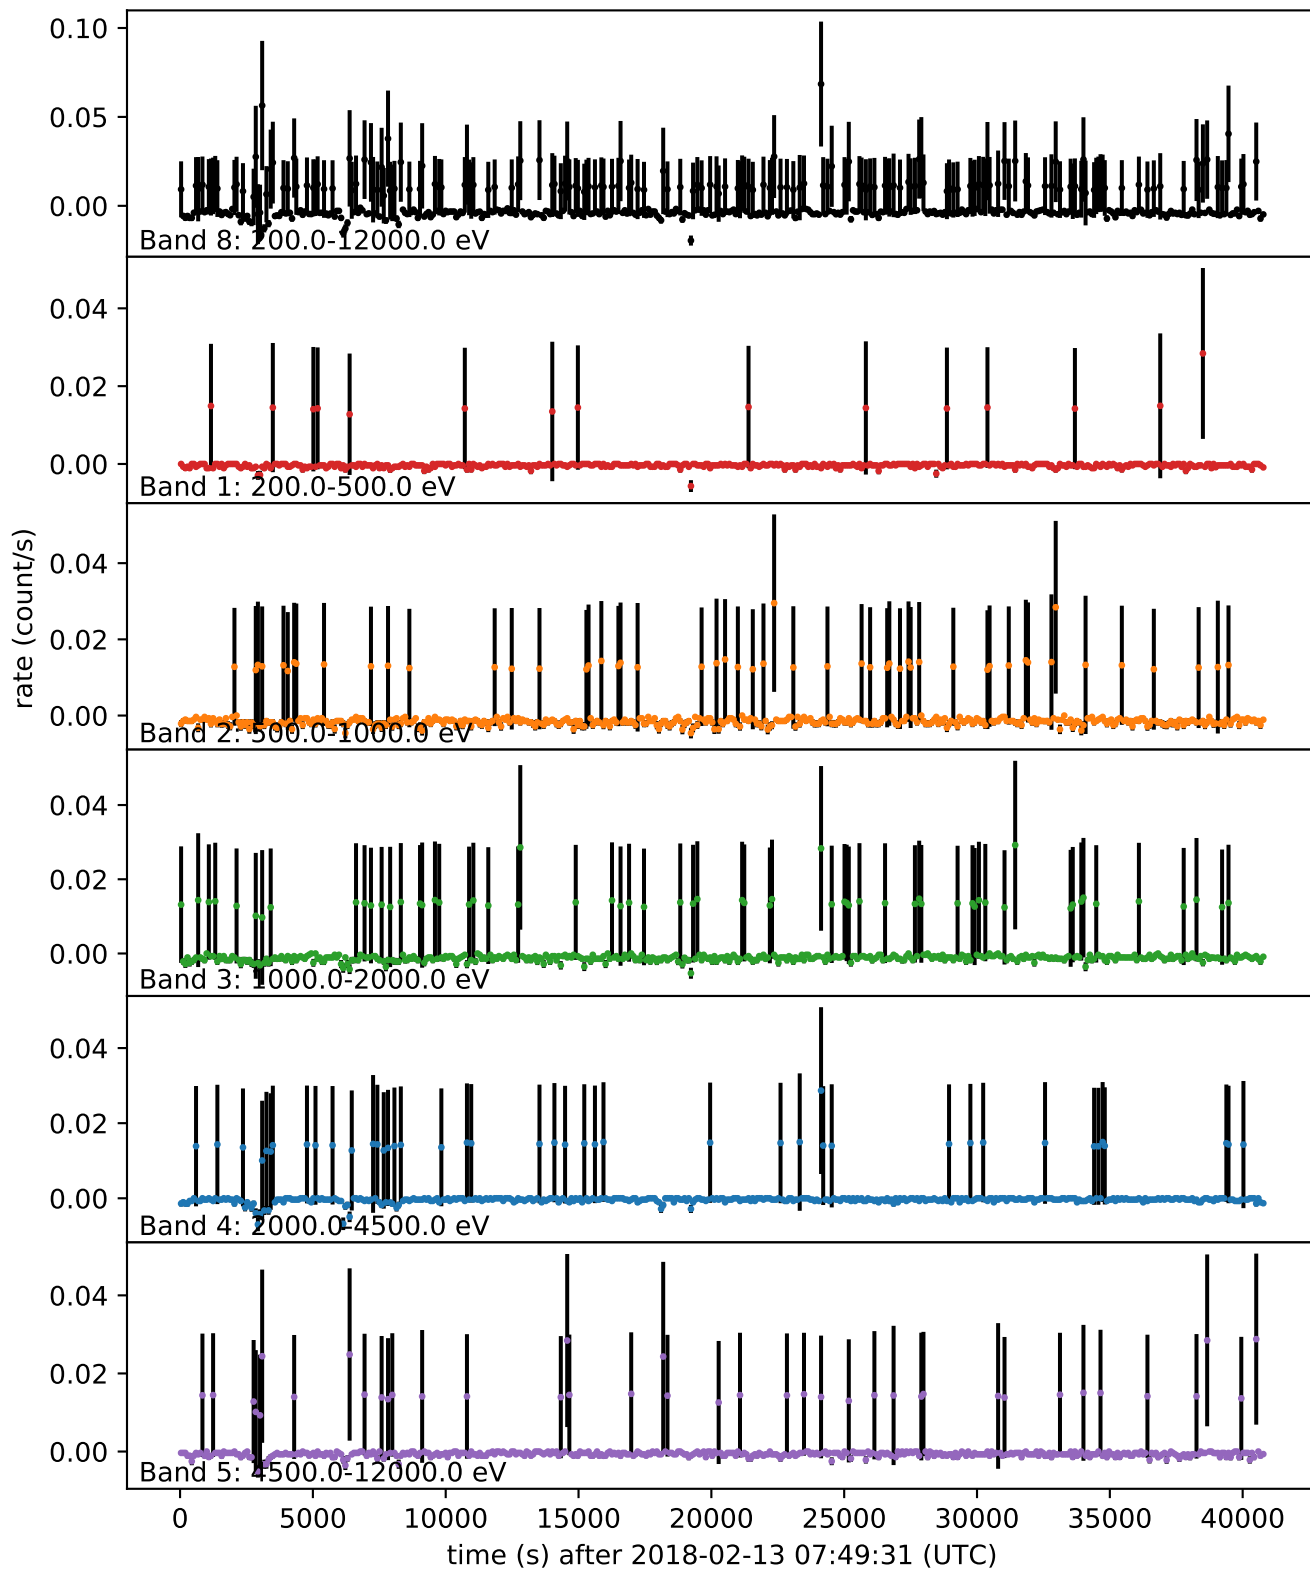 0.10
0.05
0.00
Band 8: 200.0-12000.0 eV
0.04
0.02
0.00
Band 1: 200.0-500.0 eV
0.04
0.02
0.00
Band 2: 500.0-1000.0 eV
rate (count/s)
0.04
0.02
0.00
Band 3: 1000.0-2000.0 eV
0.04
0.02
0.00
Band 4: 2000.0-4500.0 eV
0.04
0.02
0.00
Band 5: 4500.0-12000.0 eV
0 5000 10000 15000 20000 25000 30000 35000 40000
time (s) after 2018-02-13 07:49:31 (UTC)